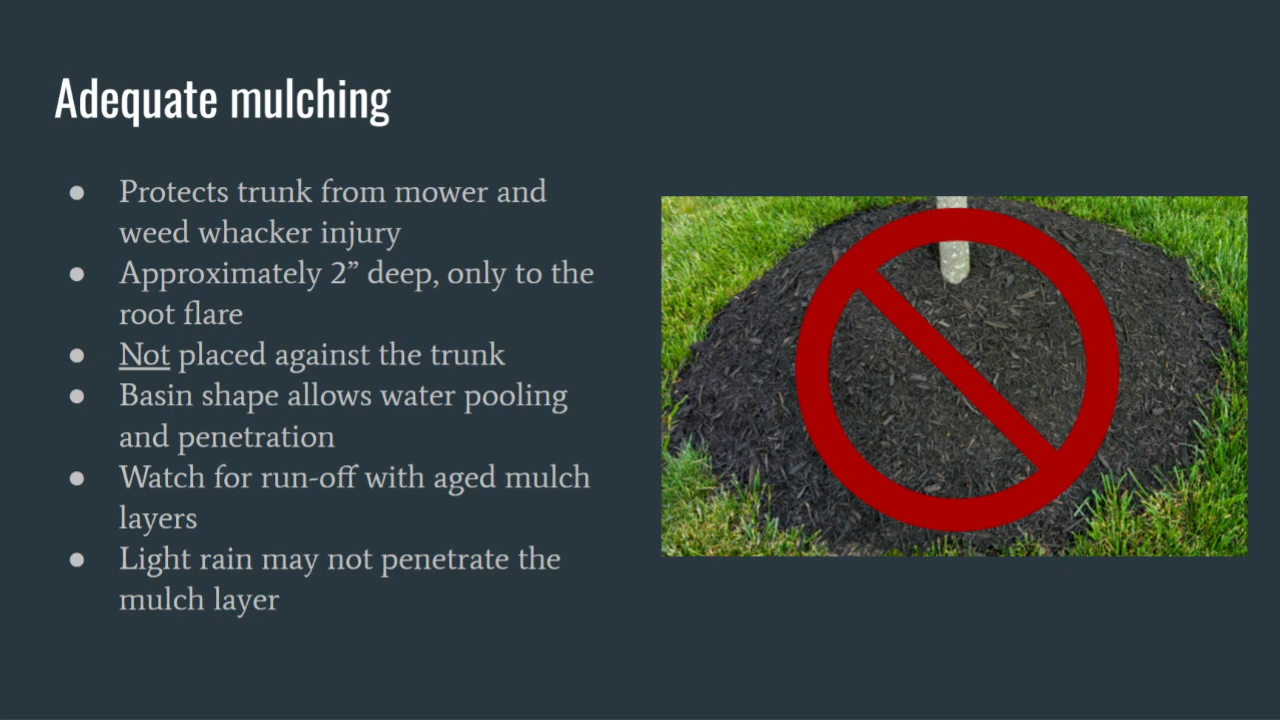 Adequate mulching
● Protects trunk from mower and
weed whacker injury
● Approximately 2” deep, only to the
root flare
● Not placed against the trunk
● Basin shape allows water pooling
and penetration
● Watch for run-off with aged mulch
layers
● Light rain may not penetrate the
mulch layer